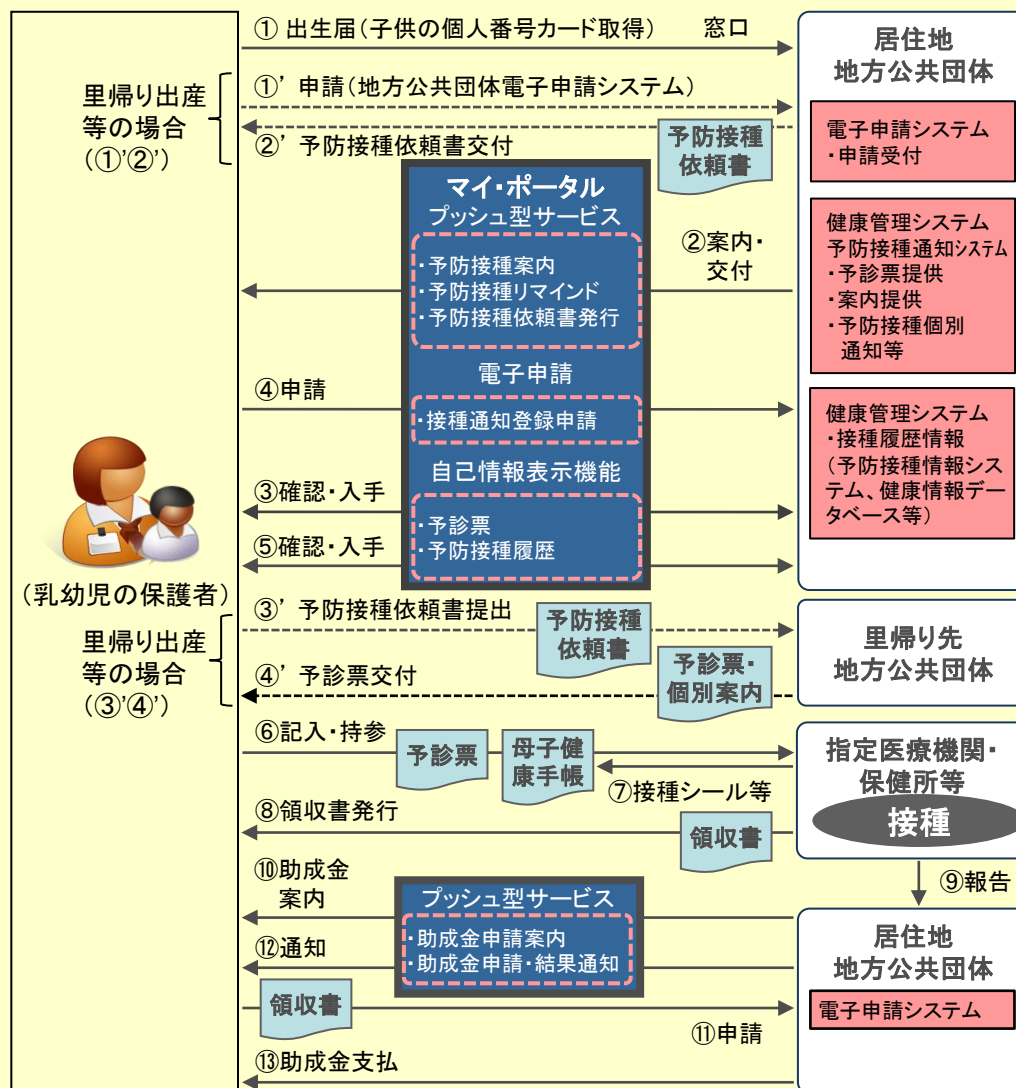 ① 出生届(子供の個人番号カード取得)
窓口
居住地
地方公共団体
里帰り出産
等の場合
(①’②’)
①’ 申請(地方公共団体電子申請システム)
②’ 予防接種依頼書交付
予防接種
依頼書
電子申請システム
・申請受付
マイ・ポータル
プッシュ型サービス
・予防接種案内
・予防接種リマインド
・予防接種依頼書発行
②案内・
交付
健康管理システム
予防接種通知システム
・予診票提供
・案内提供
・予防接種個別
通知等
④申請
電子申請
・接種通知登録申請
健康管理システム
・接種履歴情報
(予防接種情報シス
テム、健康情報デー
タベース等)
③確認・入手
自己情報表示機能
・予診票
・予防接種履歴
⑤確認・入手
(乳幼児の保護者)
里帰り出産
等の場合
(③’④’)
③’ 予防接種依頼書提出
予防接種
依頼書
里帰り先
地方公共団体
④’ 予診票交付
予診票・
個別案内
⑥記入・持参
予診票
母子健
康手帳
指定医療機関・
保健所等
接種
⑦接種シール等
⑧領収書発行
領収書
⑨報告
⑩助成金
案内
プッシュ型サービス
・助成金申請案内
・助成金申請・結果通知
⑫通知
居住地
地方公共団体
電子申請システム
領収書
⑪申請
⑬助成金支払